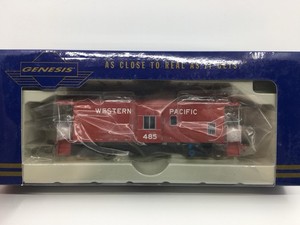 GENESIS
AS CLOSE TO REAL AS IT GETS!
WESTERN PACIFIC
485